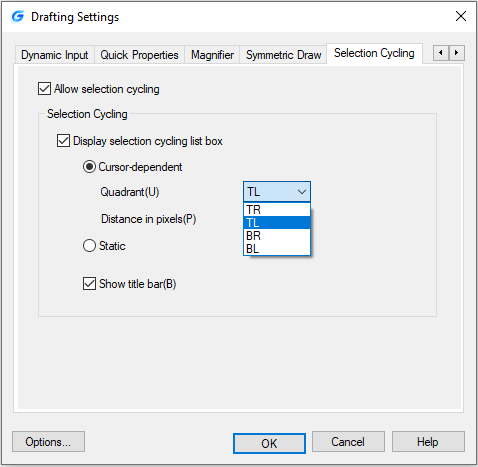 Drafting Settings
Dynamic Input Quick Properties Magnifier Symmetric Draw Selection Cycling
Allow selection cycling
Selection Cycling
Display selection cycling list box
Cursor-dependent
Quadrant(U) TL
TR
Distance in pixels(P) TL
BR
Static BL
Show title bar(B)
Options... OK Cancel Help